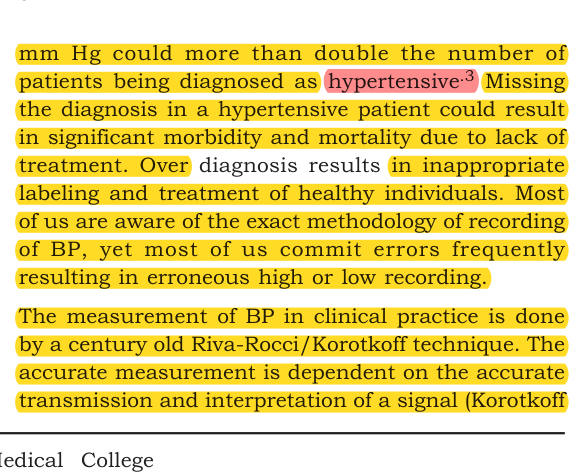 mm Hg could more than double the number of
patients being diagnosed as hypertensive.3 Missing
the diagnosis in a hypertensive patient could result
in significant morbidity and mortality due to lack of
treatment. Over diagnosis results in inappropriate
labeling and treatment of healthy individuals. Most
of us are aware of the exact methodology of recording
of BP, yet most of us commit errors frequently
resulting in erroneous high or low recording.
The measurement of BP in clinical practice is done
by a century old Riva-Rocci/Korotkoff technique. The
accurate measurement is dependent on the accurate
transmission and interpretation of a signal (Korotkoff
College